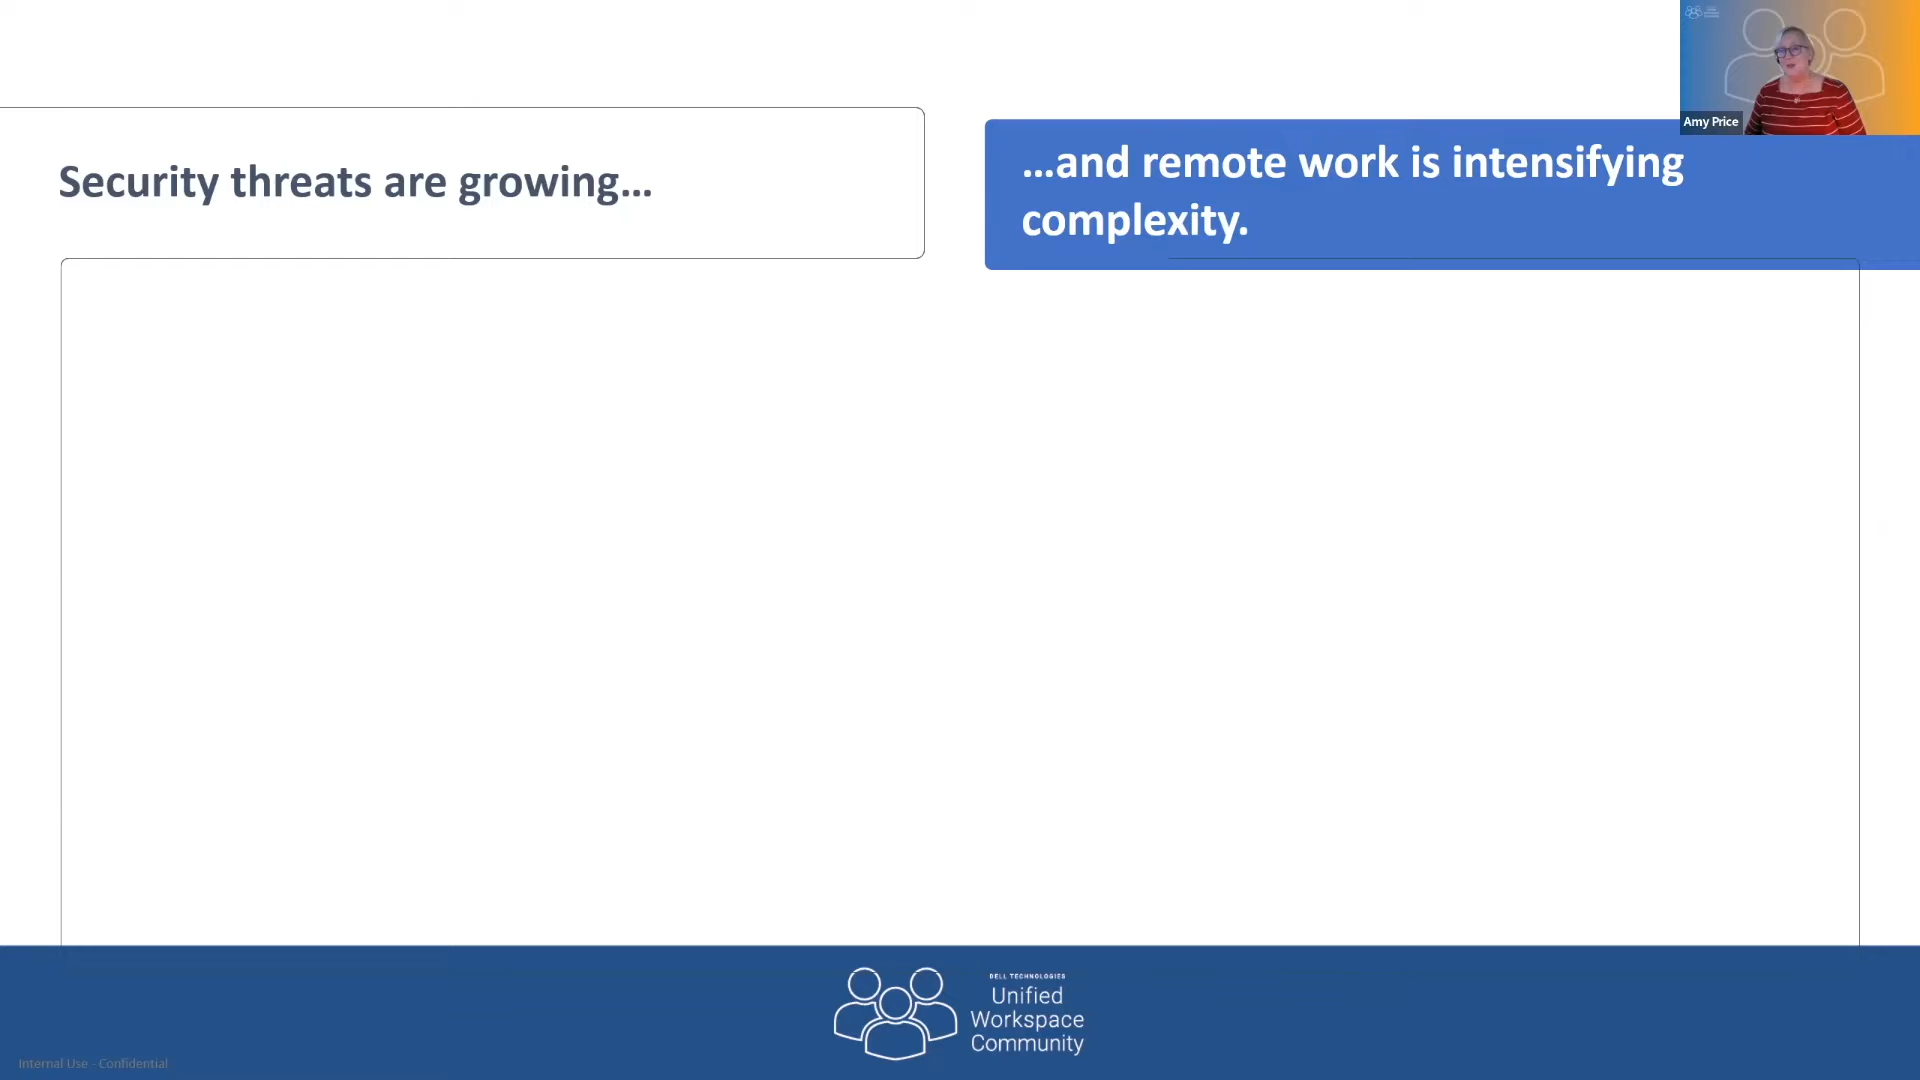 Amy Price
Security threats are growing...
...and remote work is intensifying
complexity.
DELL TECHNOLOGIES
Unified
Workspace
Community
Internal Use - Confidential